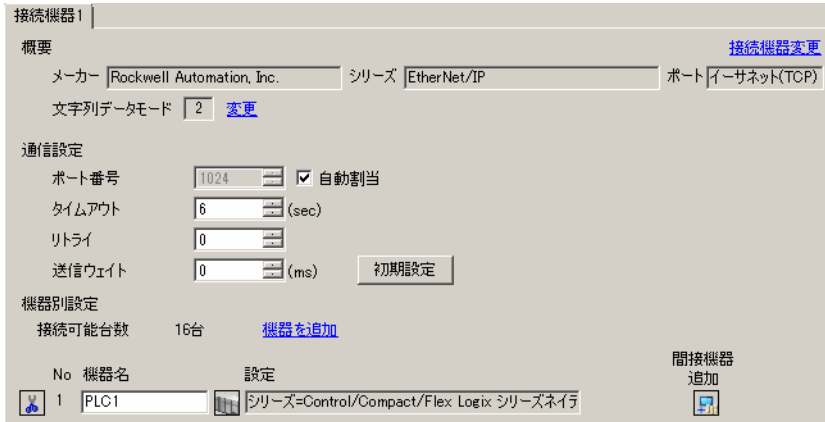 接続機器1
概要 接続機器変更
メーカー Rockwell Automation, Inc. シリーズ EtherNet/IP ポート イーサネット(TCP)
文字列データモード 2 変更
通信設定
ポート番号 1024 自動割当
タイムアウト 6 (sec)
リトライ 0
送信ウェイト 0 (ms) 初期設定
機器別設定
接続可能台数 16台 機器を追加
間接機器
No 機器名 設定 追加
1 PLC1 シリーズ=Control/Compact/Flex Logix シリーズネイテ